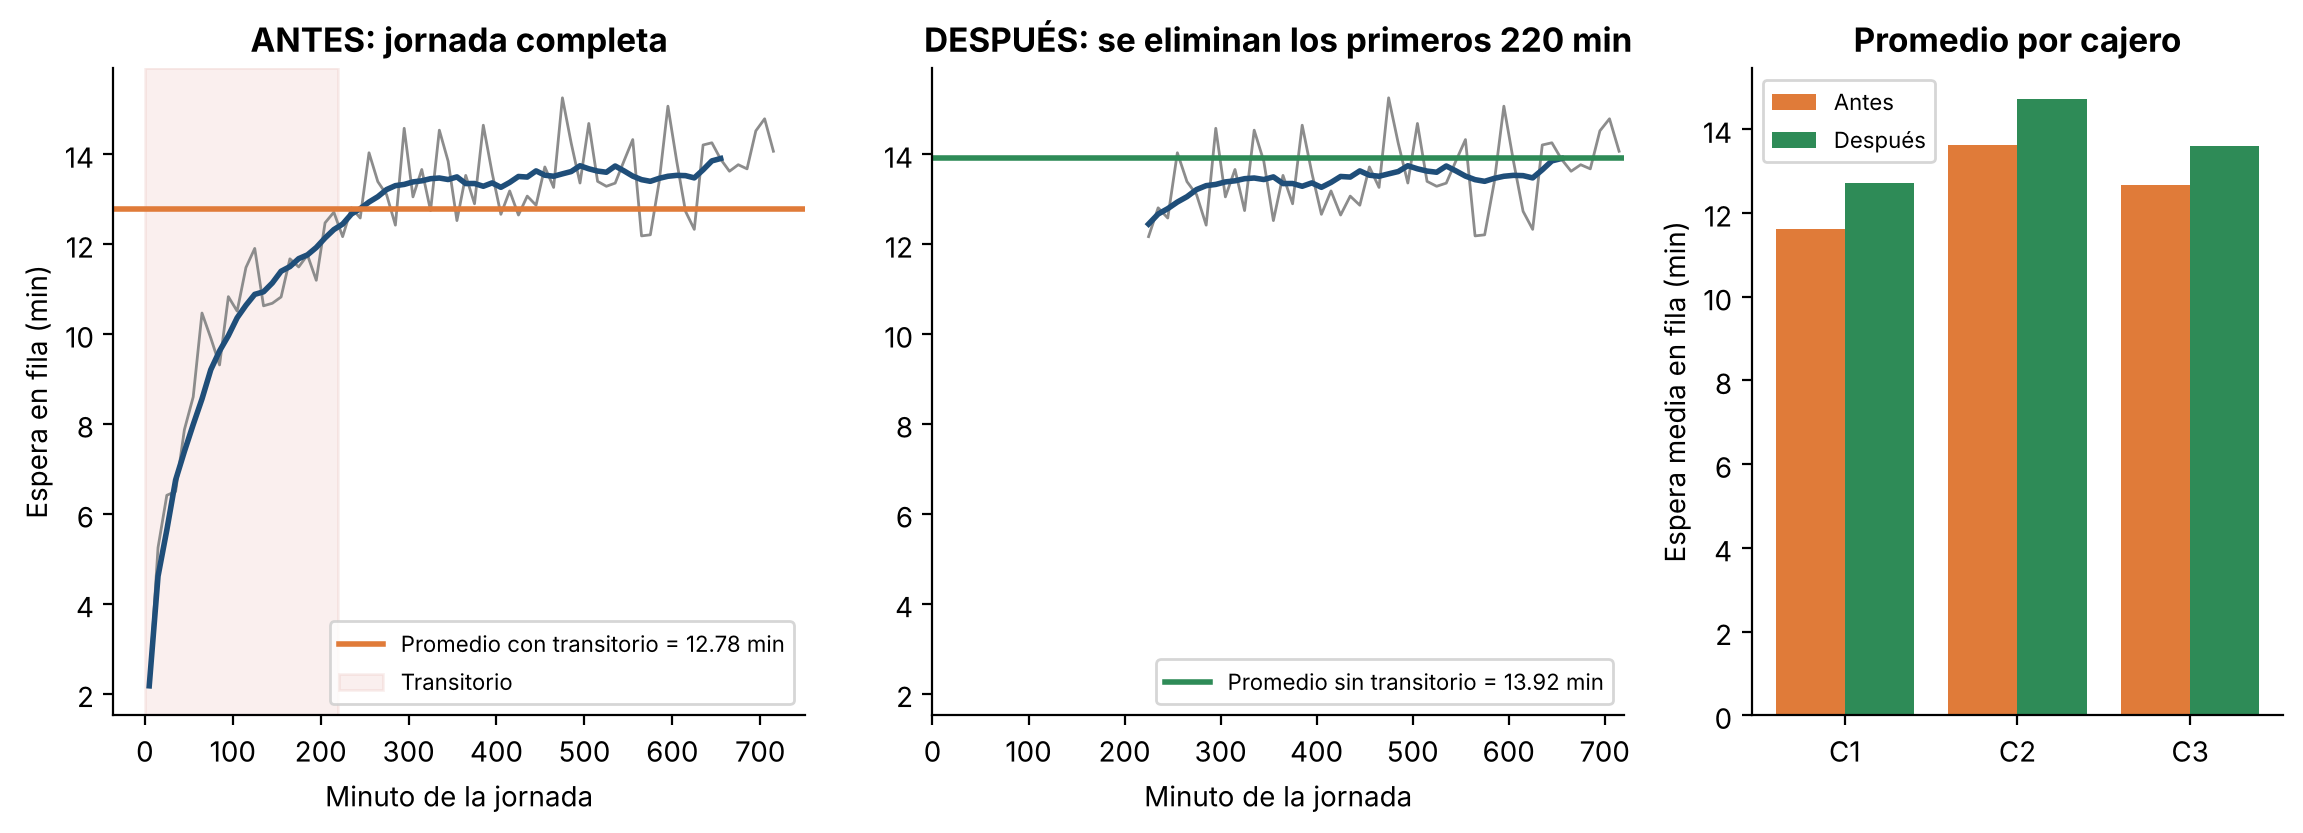 ANTES: jornada completa
Espera en fila (min)
14
12
10
8
6
4
2
Promedio con transitorio = 12.78 min
Transitorio
0 100 200 300 400 500 600 700
Minuto de la jornada
DESPUÉS: se eliminan los primeros 220 min
14
12
10
8
6
4
2
Promedio sin transitorio = 13.92 min
0 100 200 300 400 500 600 700
Minuto de la jornada
Promedio por cajero
Espera media en fila (min)
Antes
Después
14
12
10
8
6
4
2
0
C1 C2 C3